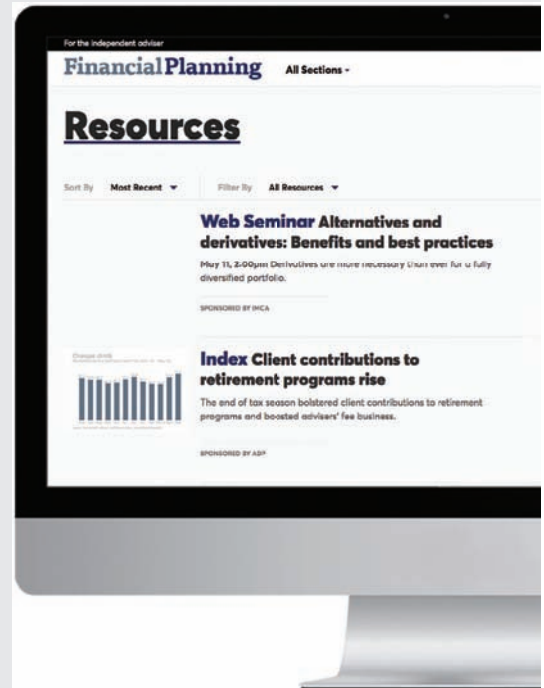 For the independent adviser
FinancialPlanning
All Sections
Resources
Sort By Most Recent
Filter By All Resources
Web Seminar Alternatives and
derivatives: Benefits and best practices
May 11, 2:00pm Derivatives are more necessary than ever for a fully
diversified portfolio.
SPONSORED BY IMCA
Index Client contributions to
retirement programs rise
The end of tax season bolstered client contributions to retirement
programs and boosted advisers' fee business.
SPONSORED BY ADP